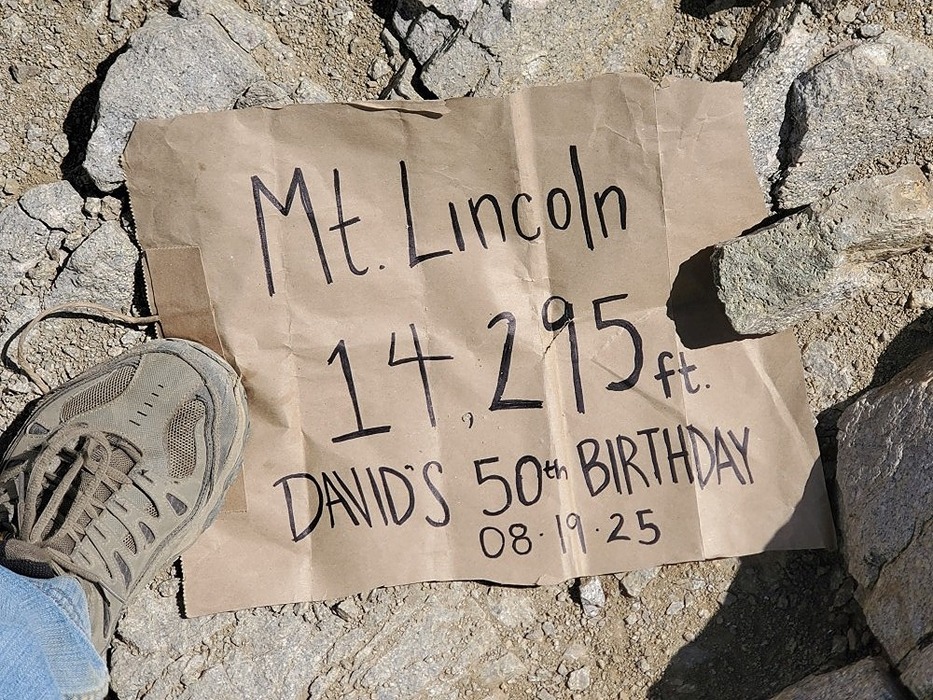 Mt. Lincoln
14,295 ft.
DAVID'S 50th BIRTHDAY
08·19·25